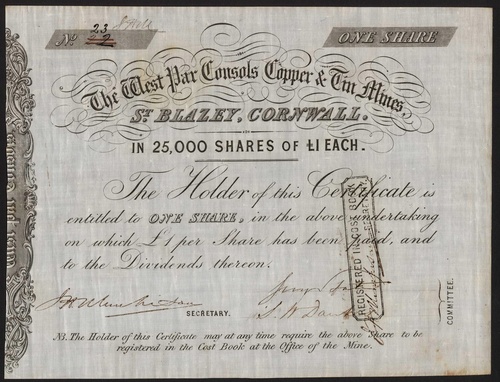 No. 23
ONE SHARE
The West Par Consols Copper & Tin Mines,
ST. BLAZEY, CORNWALL.
IN 25,000 SHARES OF £1 EACH.
The Holder of this Certificate is
entitled to ONE SHARE, in the above undertaking
on which £1 per Share has been paid, and
to the Dividends thereon.
REGISTERED IN COST BOOK
SECRETARY.
COMMITTEE.
NB. The Holder of this Certificate may at any time require the above Share to be
registered in the Cost Book at the Office of the Mine.